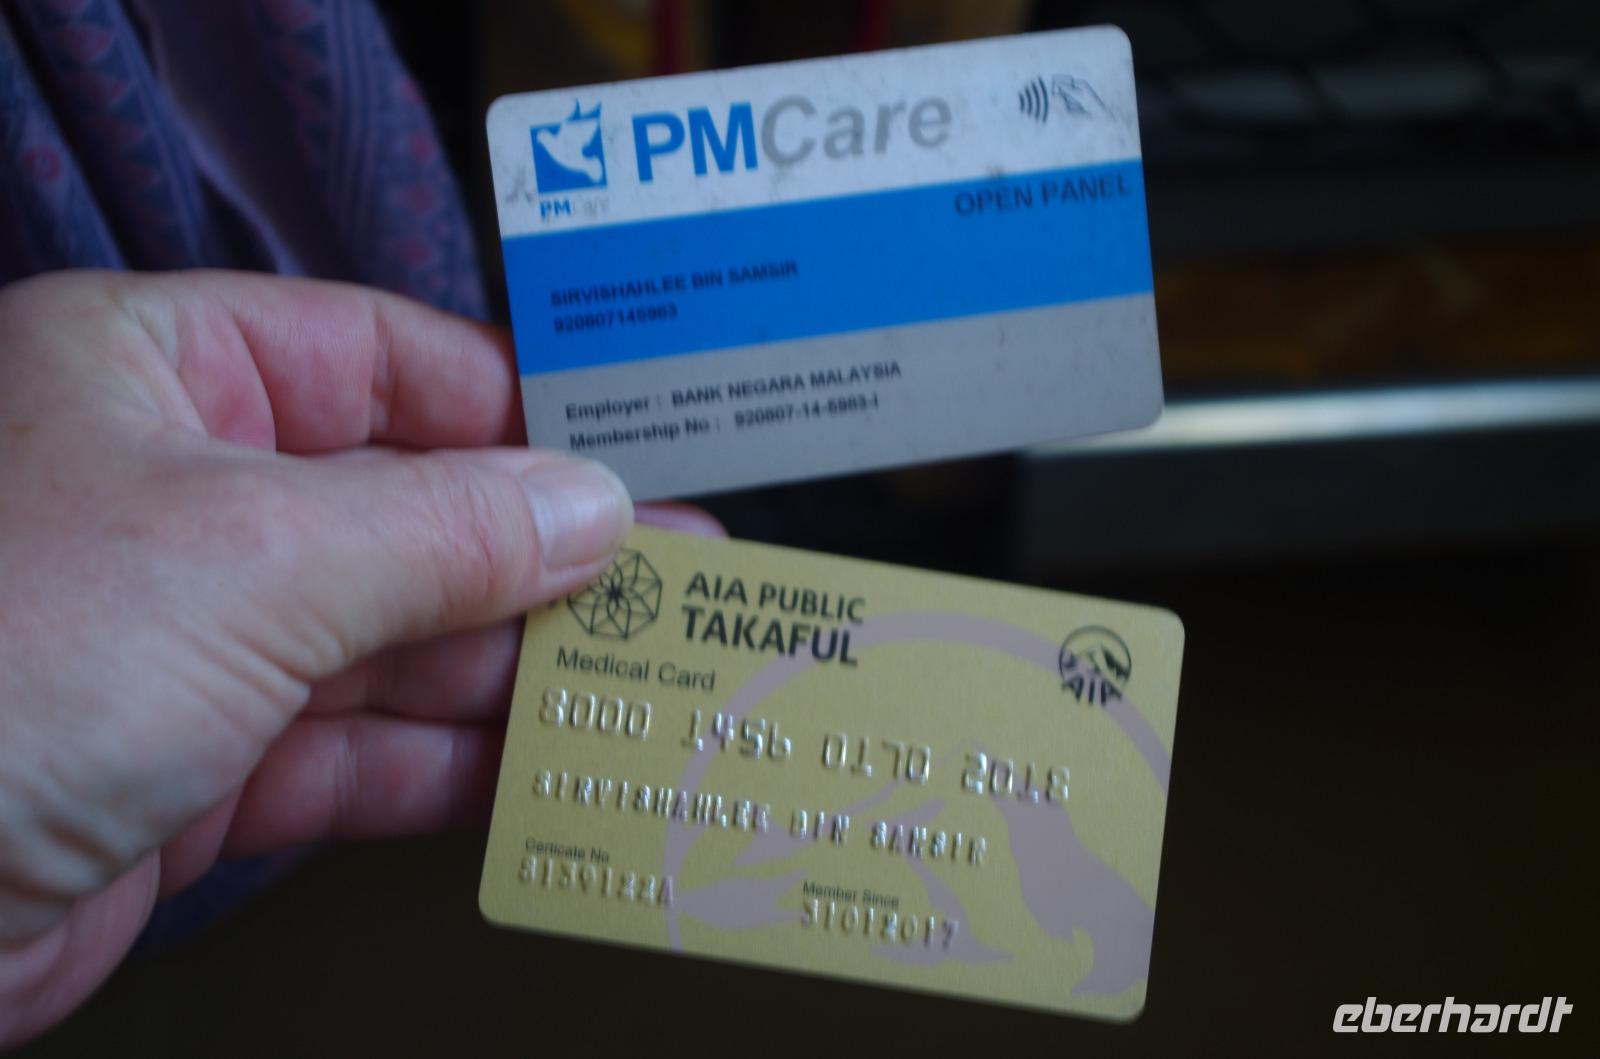 PMCare
PMCare
OPEN PANEL
SIRVISHAHLEE BIN SAMSIR
920807145983
Employer : BANK NEGARA MALAYSIA
Membership No : 920807-14-5983-I
AIA PUBLIC
TAKAFUL
AIA
Medical Card
8000 1456 0170 2018
SIRVISHAHLEE BIN SAMSIR
Certicate No
Member Since
31012017
eberhardt